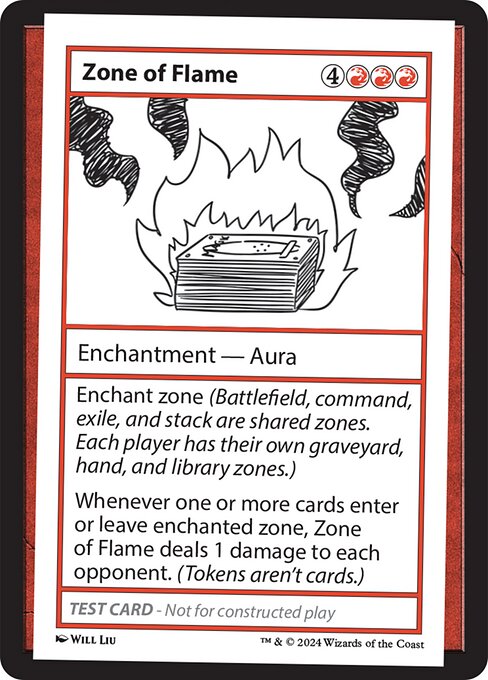 Zone of Flame 4
Enchantment — Aura
Enchant zone (Battlefield, command,
exile, and stack are shared zones.
Each player has their own graveyard,
hand, and library zones.)
Whenever one or more cards enter
or leave enchanted zone, Zone
of Flame deals 1 damage to each
opponent. (Tokens aren't cards.)
TEST CARD - Not for constructed play
WILL LIU ™ & © 2024 Wizards of the Coast